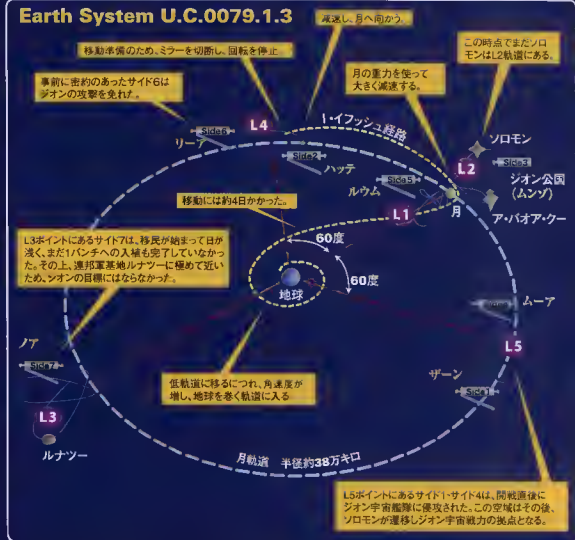 Earth System U.C.0079.1.3
減速し、月へ向かう。
移動準備のため、ミラーを切断し、回転を停止
この時点でまだソロ
モンはL2軌道にある。
事前に密約のあったサイド6は
ジオンの攻撃を免れた。
月の重力を使って
大きく減速する。
L4
Side6
リーア
Side2
ハッテ
I・イフッシュ経路
ソロモン
L2
Side3
ジオン公国
(ムンゾ)
Side5
ルウム
L1
月
ア・バオア・クー
移動には約4日かかった。
60度
60度
地球
L3ポイントにあるサイド7は、移民が始まって日が
浅く、まだ1バンチへの入植も完了していなかっ
た。その上、連邦軍基地ルナツーに極めて近い
ため、ジオンの目標にはならなかった。
ムーア
L5
ノア
Side7
L3
ルナツー
ザーン
Side1
低軌道に移るにつれ、角速度が
増し、地球を巻く軌道に入る
月軌道 半径約38万キロ
L5ポイントにあるサイド1・サイド4は、開戦直後に
ジオン宇宙艦隊に侵攻された。この空域はその後、
ソロモンが遷移しジオン宇宙戦力の拠点となる。